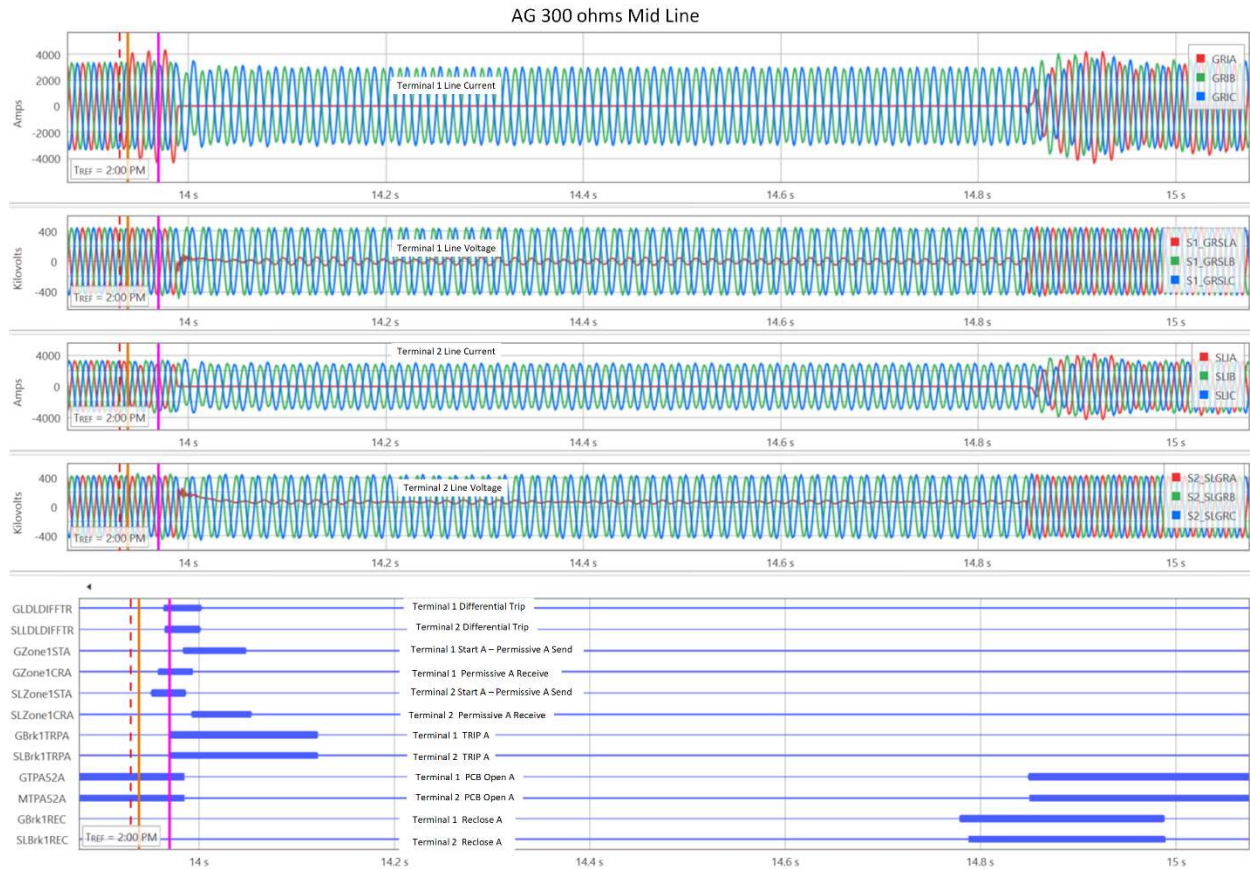 AG 300 ohms Mid Line
4000
2000
0
-2000
-4000
Amps
Terminal 1 Line Current
GRIA
GRIB
GRIC
TREF = 2:00 PM
14 s
14.2 s
14.4 s
14.6 s
14.8 s
15 s
400
0
-400
Kilovolts
Terminal 1 Line Voltage
S1_GRSLA
S1_GRSLB
S1_GRSLC
TREF = 2:00 PM
14 s
14.2 s
14.4 s
14.6 s
14.8 s
15 s
4000
0
-4000
Amps
Terminal 2 Line Current
SLIA
SLIB
SLIC
TREF = 2:00 PM
14 s
14.2 s
14.4 s
14.6 s
14.8 s
15 s
400
0
-400
Kilovolts
Terminal 2 Line Voltage
S2_SLGRA
S2_SLGRB
S2_SLGRC
TREF = 2:00 PM
14 s
14.2 s
14.4 s
14.6 s
14.8 s
15 s
GLDLDIFFTR Terminal 1 Differential Trip
SLLDLDIFFTR Terminal 2 Differential Trip
GZone1STA Terminal 1 Start A – Permissive A Send
GZone1CRA Terminal 1 Permissive A Receive
SLZone1STA Terminal 2 Start A – Permissive A Send
SLZone1CRA Terminal 2 Permissive A Receive
GBrk1TRPA Terminal 1 TRIP A
SLBrk1TRPA Terminal 2 TRIP A
GTPA52A Terminal 1 PCB Open A
MTPA52A Terminal 2 PCB Open A
GBrk1REC Terminal 1 Reclose A
SLBrk1REC Terminal 2 Reclose A
TREF = 2:00 PM
14 s
14.2 s
14.4 s
14.6 s
14.8 s
15 s